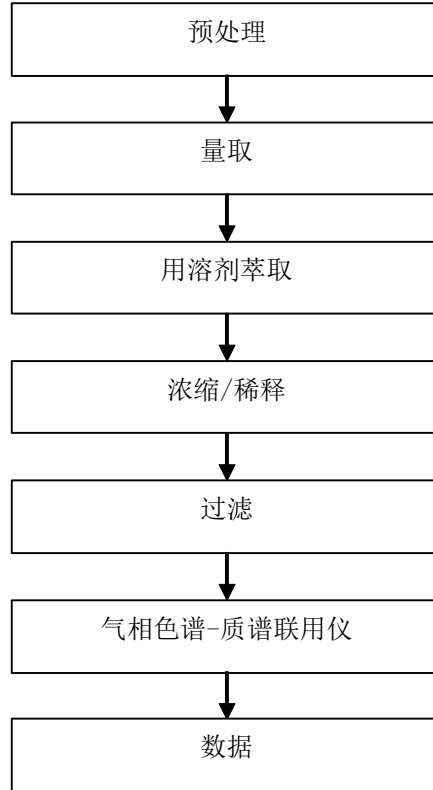 预处理
量取
用溶剂萃取
浓缩/稀释
过滤
气相色谱-质谱联用仪
数据